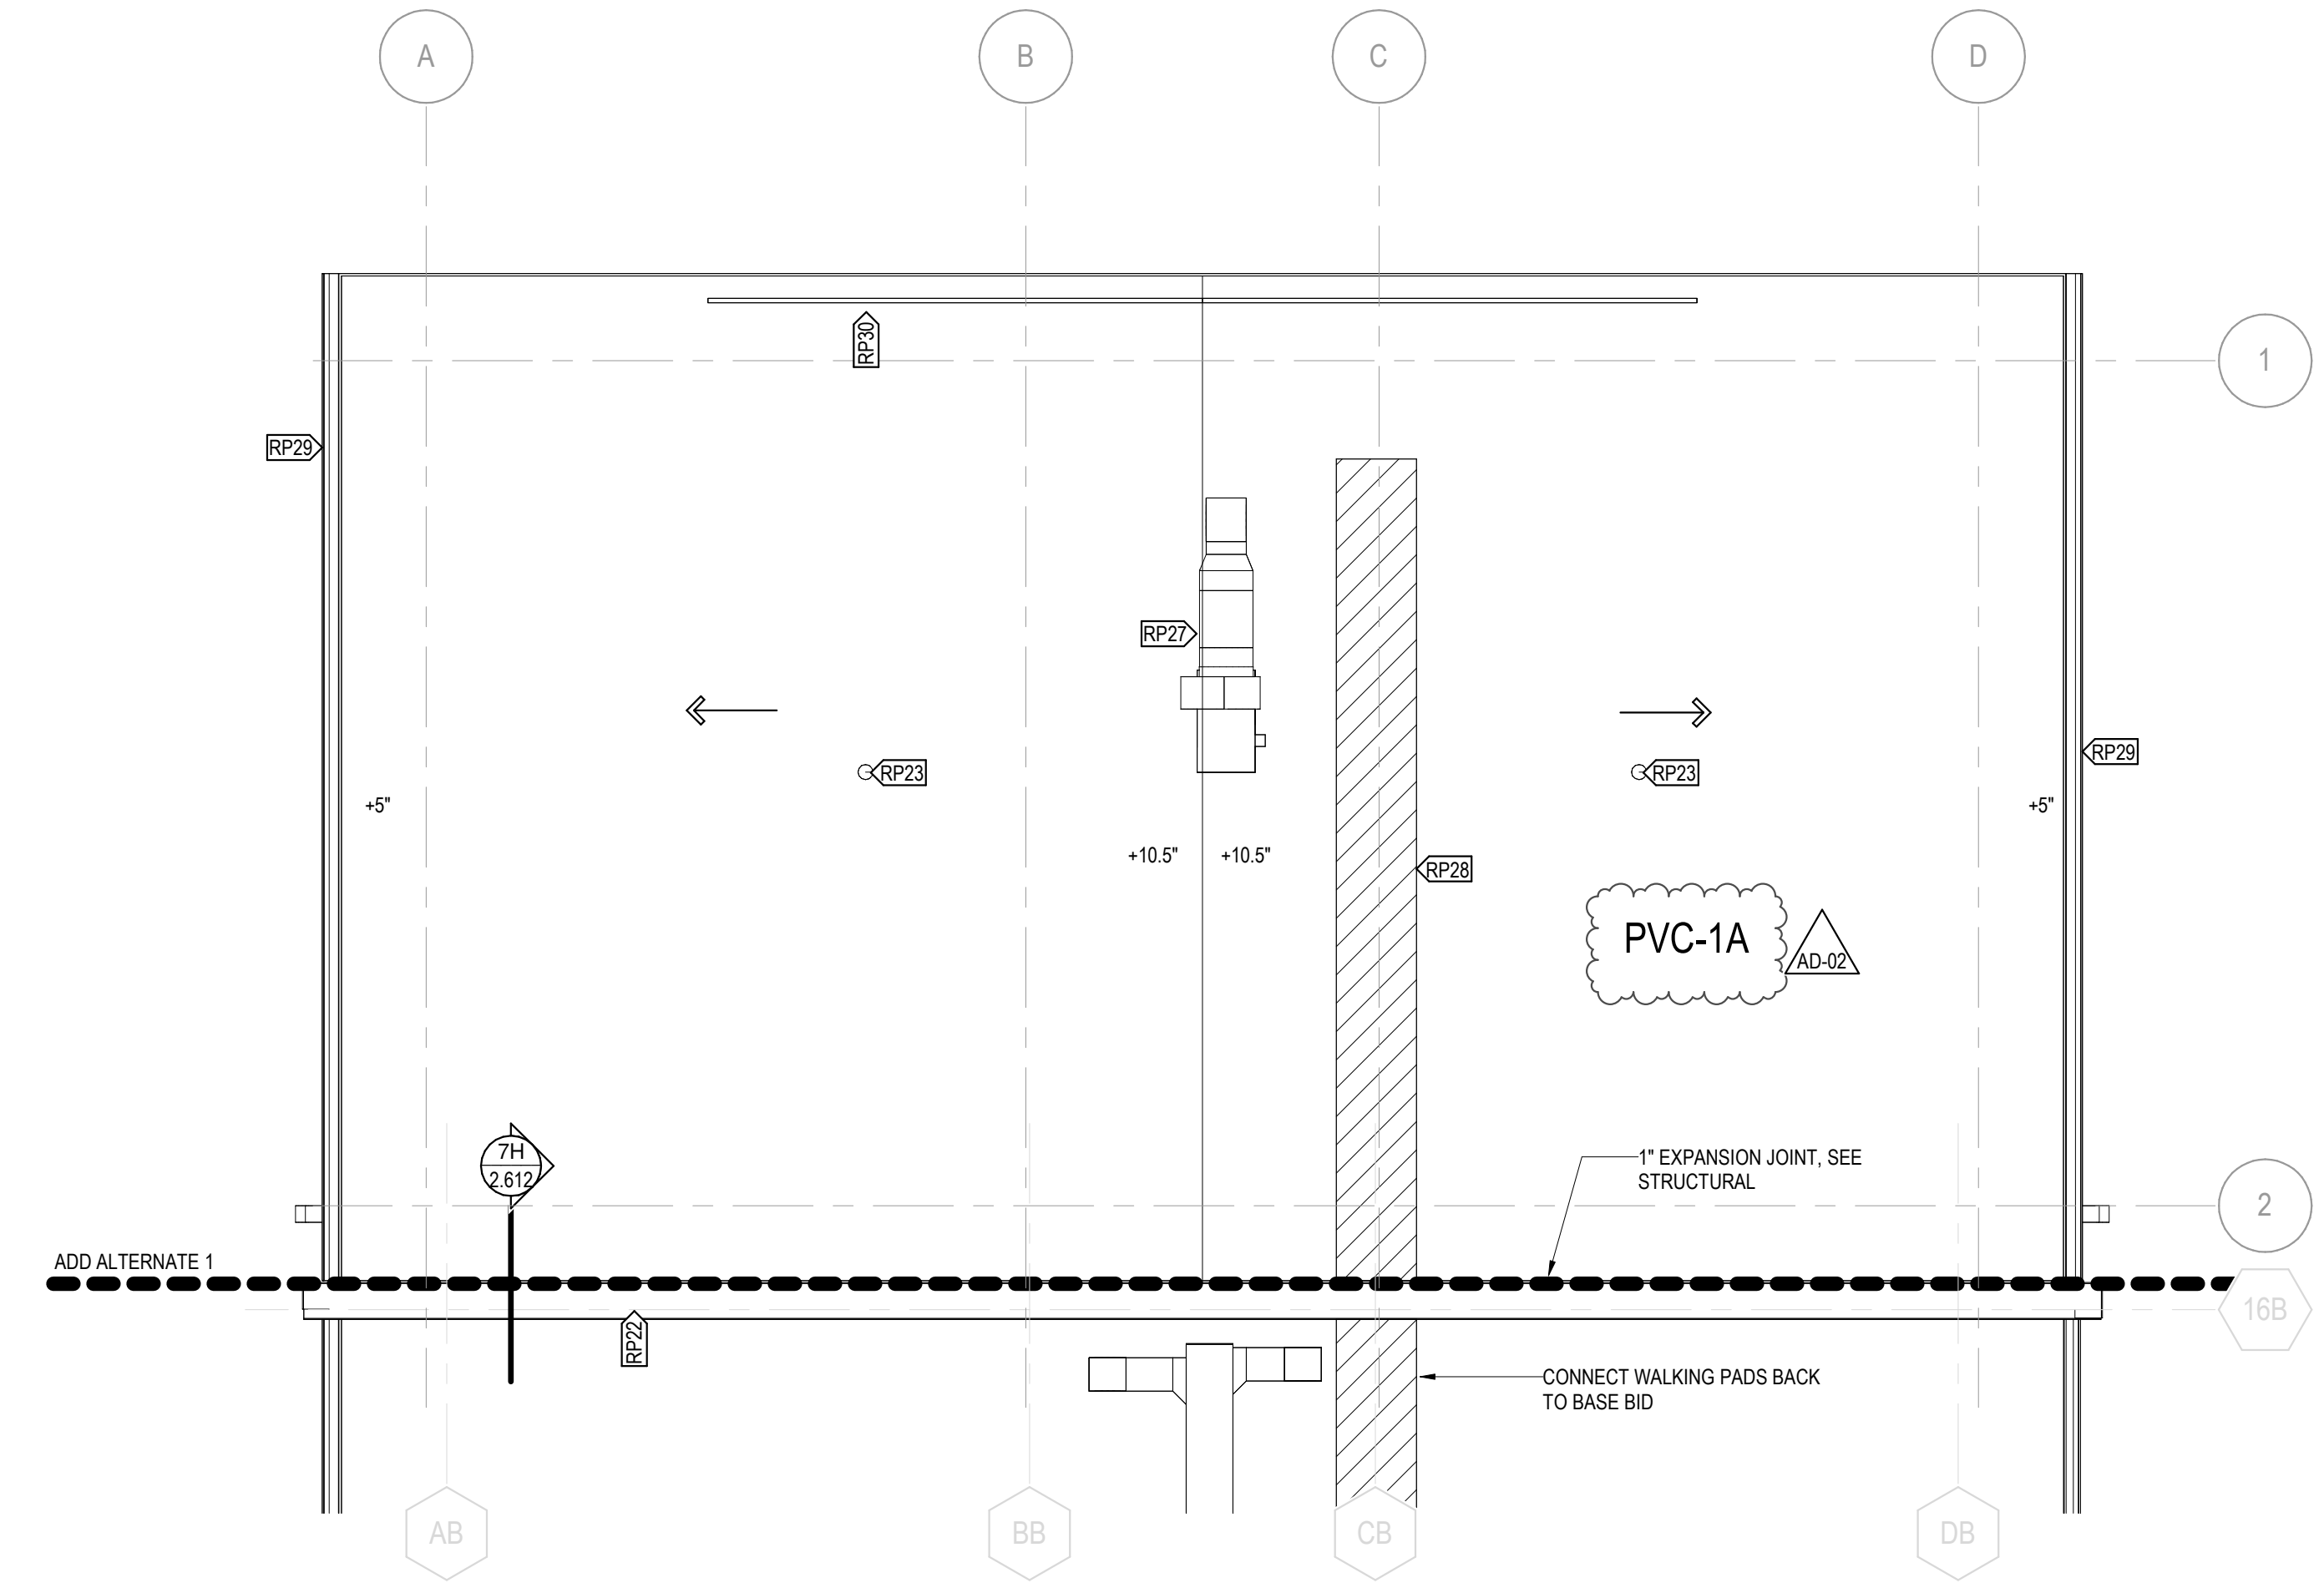 A
B
C
D
RP30
1
RP29
RP27
RP23
RP23
RP29
+5"
+5"
+10.5"
+10.5"
RP28
PVC-1A
AD-02
7H
2.612
1" EXPANSION JOINT, SEE
STRUCTURAL
2
ADD ALTERNATE 1
16B
RP22
CONNECT WALKING PADS BACK
TO BASE BID
AB
BB
CB
DB